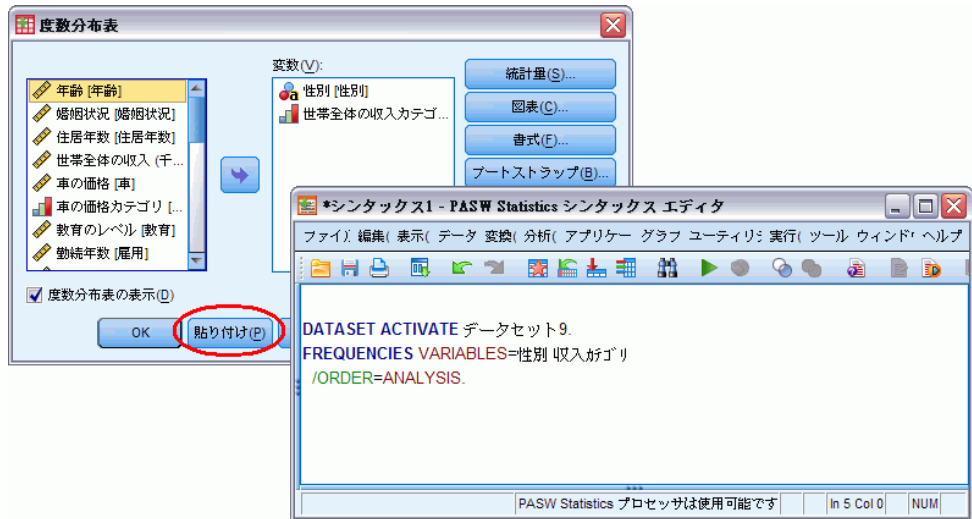 度数分布表
変数(V):
年齢 [年齢]
婚姻状況 [婚姻状況]
住居年数 [住居年数]
世帯全体の収入 (千...
車の価格 [車]
車の価格カテゴリ [...
教育のレベル [教育]
勤続年数 [雇用]
性別 [性別]
世帯全体の収入カテゴ...
統計量(S)...
図表(C)...
書式(F)...
ブートストラップ(B)...
度数分布表の表示(D)
OK
貼り付け(P)
*シンタックス1 - PASW Statistics シンタックス エディタ
ファイ) 編集( 表示( データ 変換( 分析( アプリケー グラフ ユーティリ: 実行( ツール ウィンド ヘルプ
DATASET ACTIVATE データセット9.
FREQUENCIES VARIABLES=性別 収入カテゴリ
/ORDER=ANALYSIS.
PASW Statistics プロセッサは使用可能です
In 5 Col 0
NUM